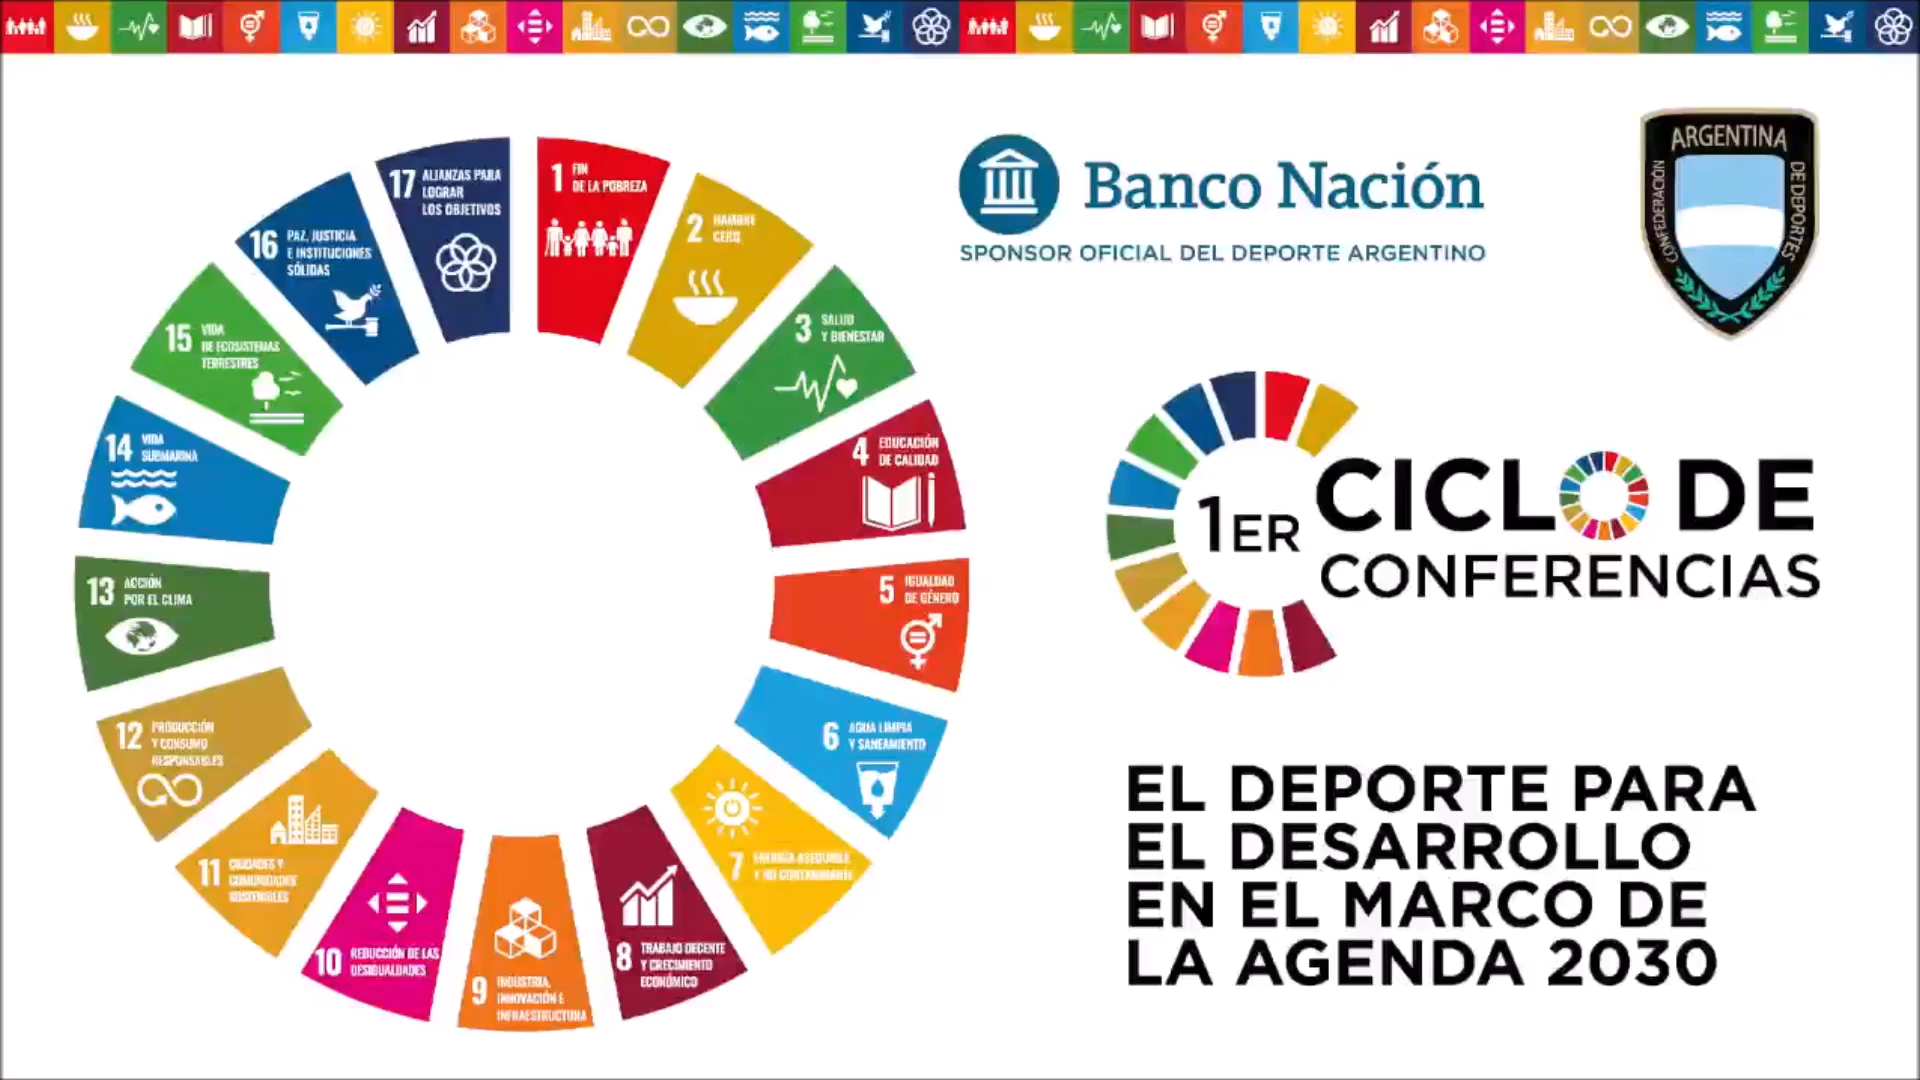 17 ALIANZAS PARA
LOGRAR
LOS OBJETIVOS
1 FIN
DE LA POBREZA
2 HAMBRE
CERO
3 SALUD
Y BIENESTAR
4 EDUCACIÓN
DE CALIDAD
5 IGUALDAD
DE GÉNERO
6 AGUA LIMPIA
Y SANEAMIENTO
7 ENERGÍA ASEQUIBLE
Y NO CONTAMINANTE
8 TRABAJO DECENTE
Y CRECIMIENTO
ECONÓMICO
9 INDUSTRIA,
INNOVACIÓN E
INFRAESTRUCTURA
10 REDUCCIÓN DE LAS
DESIGUALDADES
11 CIUDADES Y
COMUNIDADES
SOSTENIBLES
12 PRODUCCIÓN
Y CONSUMO
RESPONSABLES
13 ACCIÓN
POR EL CLIMA
14 VIDA
SUBMARINA
15 VIDA
DE ECOSISTEMAS
TERRESTRES
16 PAZ, JUSTICIA
E INSTITUCIONES
SÓLIDAS
Banco Nación
SPONSOR OFICIAL DEL DEPORTE ARGENTINO
ARGENTINA
CONFEDERACIÓN
DE DEPORTES
1ER CICLO DE
CONFERENCIAS
EL DEPORTE PARA
EL DESARROLLO
EN EL MARCO DE
LA AGENDA 2030